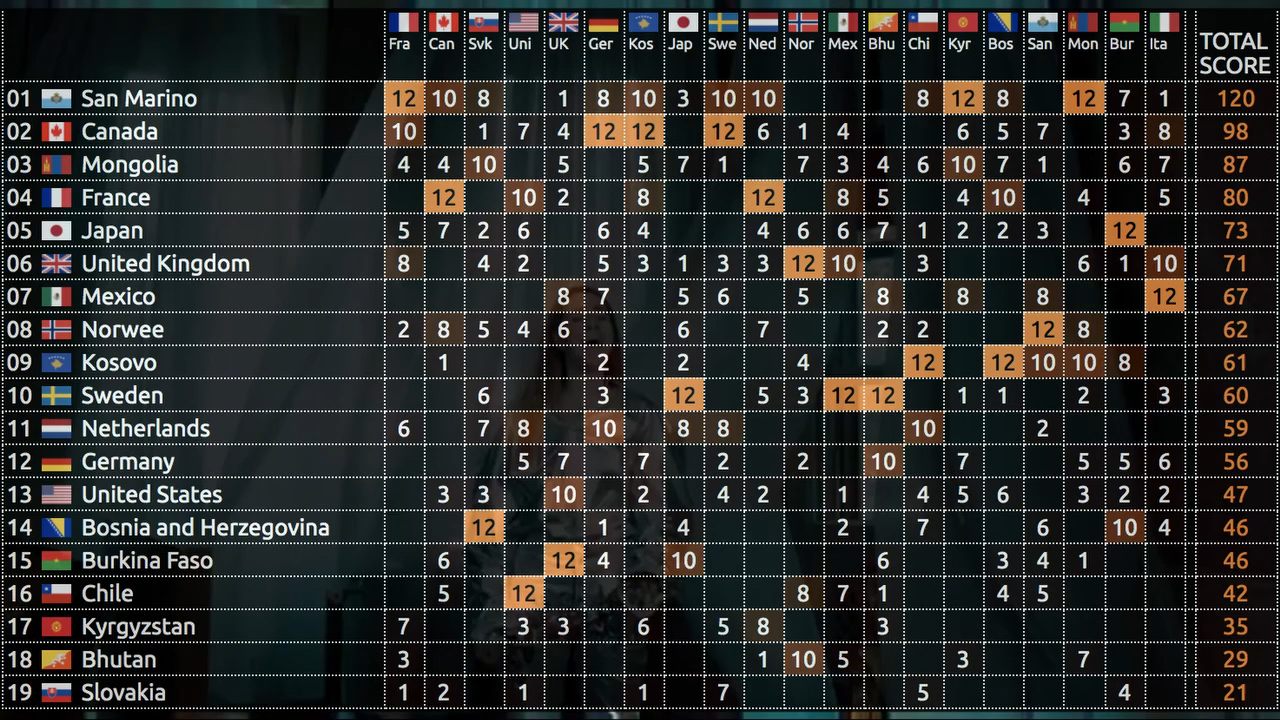 Fra Can Svk Uni UK Ger Kos Jap Swe Ned Nor Mex Bhu Chi Kyr Bos San Mon Bur Ita TOTAL SCORE
01 San Marino 12 10 8 1 8 10 3 10 10 8 12 8 12 7 1 120
02 Canada 10 1 7 4 12 12 12 6 1 4 6 5 7 3 8 98
03 Mongolia 4 4 10 5 5 7 1 7 3 4 6 10 7 1 6 7 87
04 France 12 10 2 8 12 8 5 4 10 4 5 80
05 Japan 5 7 2 6 6 4 4 6 6 7 1 2 2 3 12 73
06 United Kingdom 8 4 2 5 3 1 3 3 12 10 3 6 1 10 71
07 Mexico 8 7 5 6 5 8 8 8 12 67
08 Norwee 2 8 5 4 6 6 7 2 2 12 8 62
09 Kosovo 1 2 2 4 12 12 10 10 8 61
10 Sweden 6 3 12 5 3 12 12 1 1 2 3 60
11 Netherlands 6 7 8 10 8 8 10 2 59
12 Germany 5 7 7 2 2 10 7 5 5 6 56
13 United States 3 3 10 2 4 2 1 4 5 6 3 2 2 47
14 Bosnia and Herzegovina 12 1 4 2 7 6 10 4 46
15 Burkina Faso 6 12 4 10 6 3 4 1 46
16 Chile 5 12 8 7 1 4 5 42
17 Kyrgyzstan 7 3 3 6 5 8 3 35
18 Bhutan 3 1 10 5 3 7 29
19 Slovakia 1 2 1 1 7 5 4 21